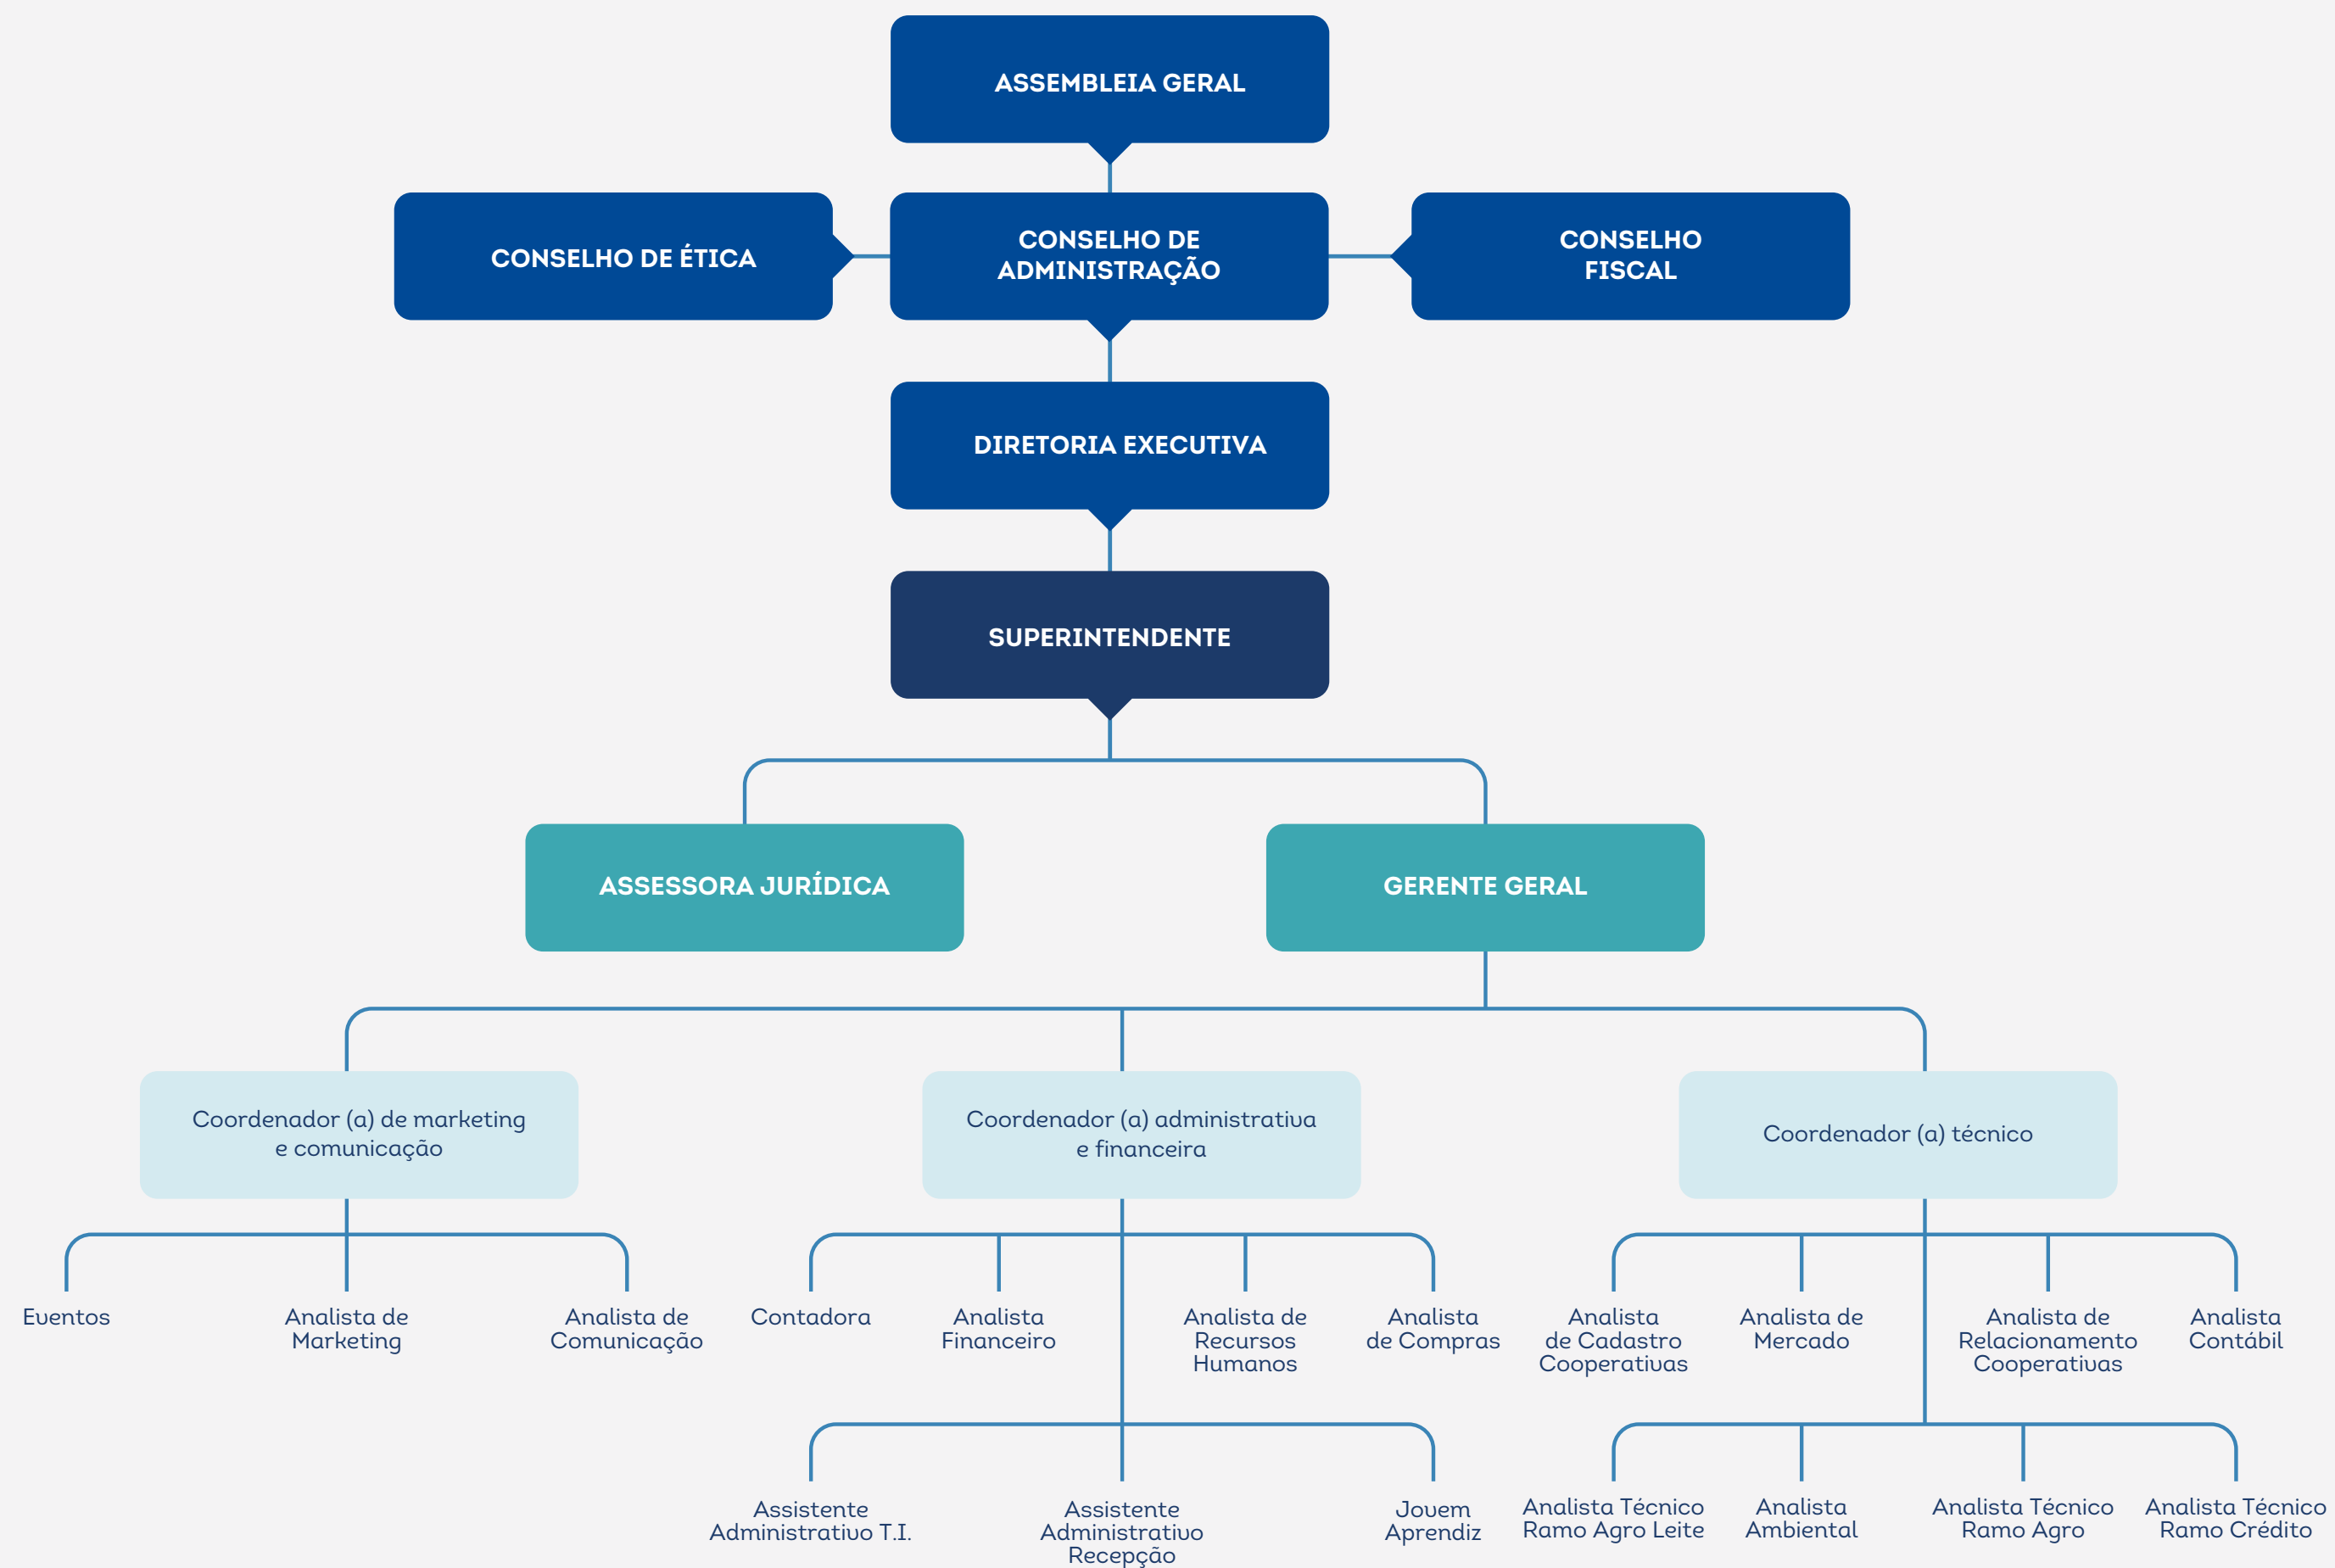 ASSEMBLEIA GERAL
CONSELHO DE ÉTICA
CONSELHO DE
ADMINISTRAÇÃO
CONSELHO
FISCAL
DIRETORIA EXECUTIVA
SUPERINTENDENTE
ASSESSORA JURÍDICA
GERENTE GERAL
Coordenador (a) de marketing
e comunicação
Coordenador (a) administrativa
e financeira
Coordenador (a) técnico
Eventos
Analista de
Marketing
Analista de
Comunicação
Contadora
Analista
Financeiro
Analista de
Recursos
Humanos
Analista
de Compras
Analista
de Cadastro
Cooperativas
Analista de
Mercado
Analista de
Relacionamento
Cooperativas
Analista
Contábil
Assistente
Administrativo T.I.
Assistente
Administrativo
Recepção
Jovem
Aprendiz
Analista Técnico
Ramo Agro Leite
Analista
Ambiental
Analista Técnico
Ramo Agro
Analista Técnico
Ramo Crédito